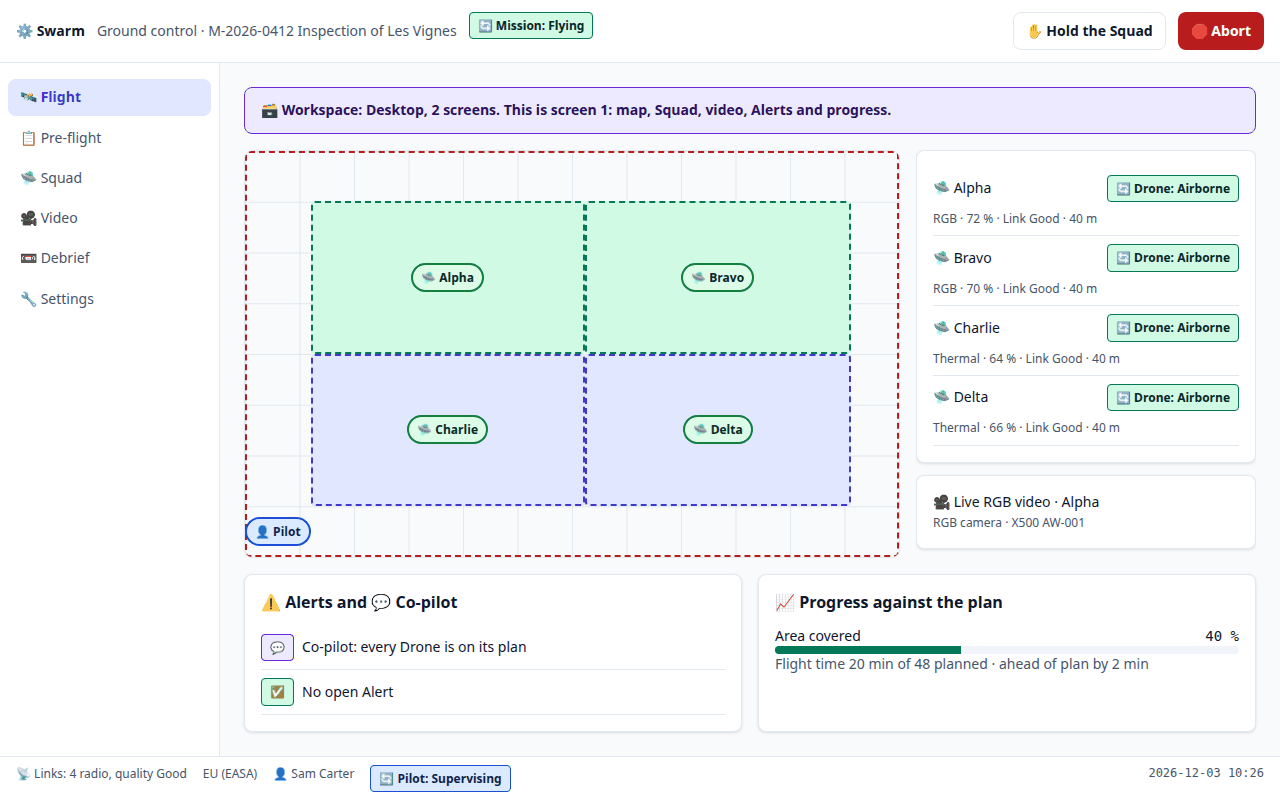 ⚙️ Swarm Ground control · M-2026-0412 Inspection of Les Vignes 🔄 Mission: Flying ✋ Hold the Squad 🛑 Abort
🛰️ Flight
📋 Pre-flight
🛸 Squad
🎥 Video
📼 Debrief
🔧 Settings
🗃️ Workspace: Desktop, 2 screens. This is screen 1: map, Squad, video, Alerts and progress.
🛸 Alpha
🛸 Bravo
🛸 Charlie
🛸 Delta
👤 Pilot
🛸 Alpha 🔄 Drone: Airborne
RGB · 72 % · Link Good · 40 m
🛸 Bravo 🔄 Drone: Airborne
RGB · 70 % · Link Good · 40 m
🛸 Charlie 🔄 Drone: Airborne
Thermal · 64 % · Link Good · 40 m
🛸 Delta 🔄 Drone: Airborne
Thermal · 66 % · Link Good · 40 m
🎥 Live RGB video · Alpha
RGB camera · X500 AW-001
⚠️ Alerts and 💬 Co-pilot
💬 Co-pilot: every Drone is on its plan
✅ No open Alert
📈 Progress against the plan
Area covered 40 %
Flight time 20 min of 48 planned · ahead of plan by 2 min
📡 Links: 4 radio, quality Good EU (EASA) 👤 Sam Carter 🔄 Pilot: Supervising 2026-12-03 10:26